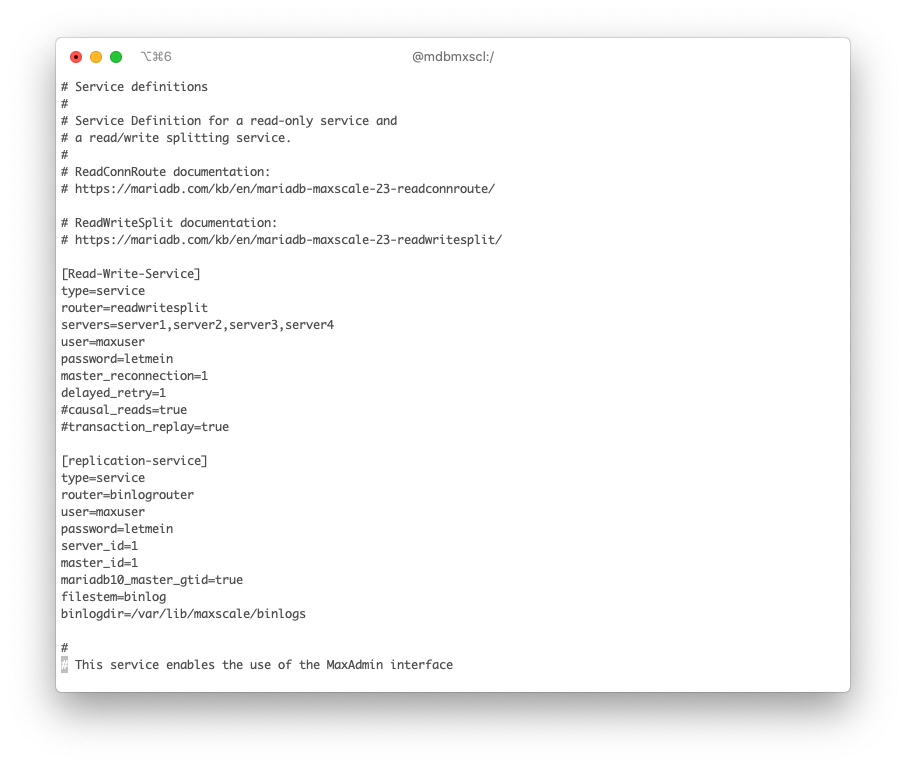 ⌥⌘6
@mdbmxscl:/
# Service definitions
#
# Service Definition for a read-only service and
# a read/write splitting service.
#
# ReadConnRoute documentation:
# https://mariadb.com/kb/en/mariadb-maxscale-23-readconnroute/

# ReadWriteSplit documentation:
# https://mariadb.com/kb/en/mariadb-maxscale-23-readwritesplit/

[Read-Write-Service]
type=service
router=readwritesplit
servers=server1,server2,server3,server4
user=maxuser
password=letmein
master_reconnection=1
delayed_retry=1
#causal_reads=true
#transaction_replay=true

[replication-service]
type=service
router=binlogrouter
user=maxuser
password=letmein
server_id=1
master_id=1
mariadb10_master_gtid=true
filestem=binlog
binlogdir=/var/lib/maxscale/binlogs

#
# This service enables the use of the MaxAdmin interface